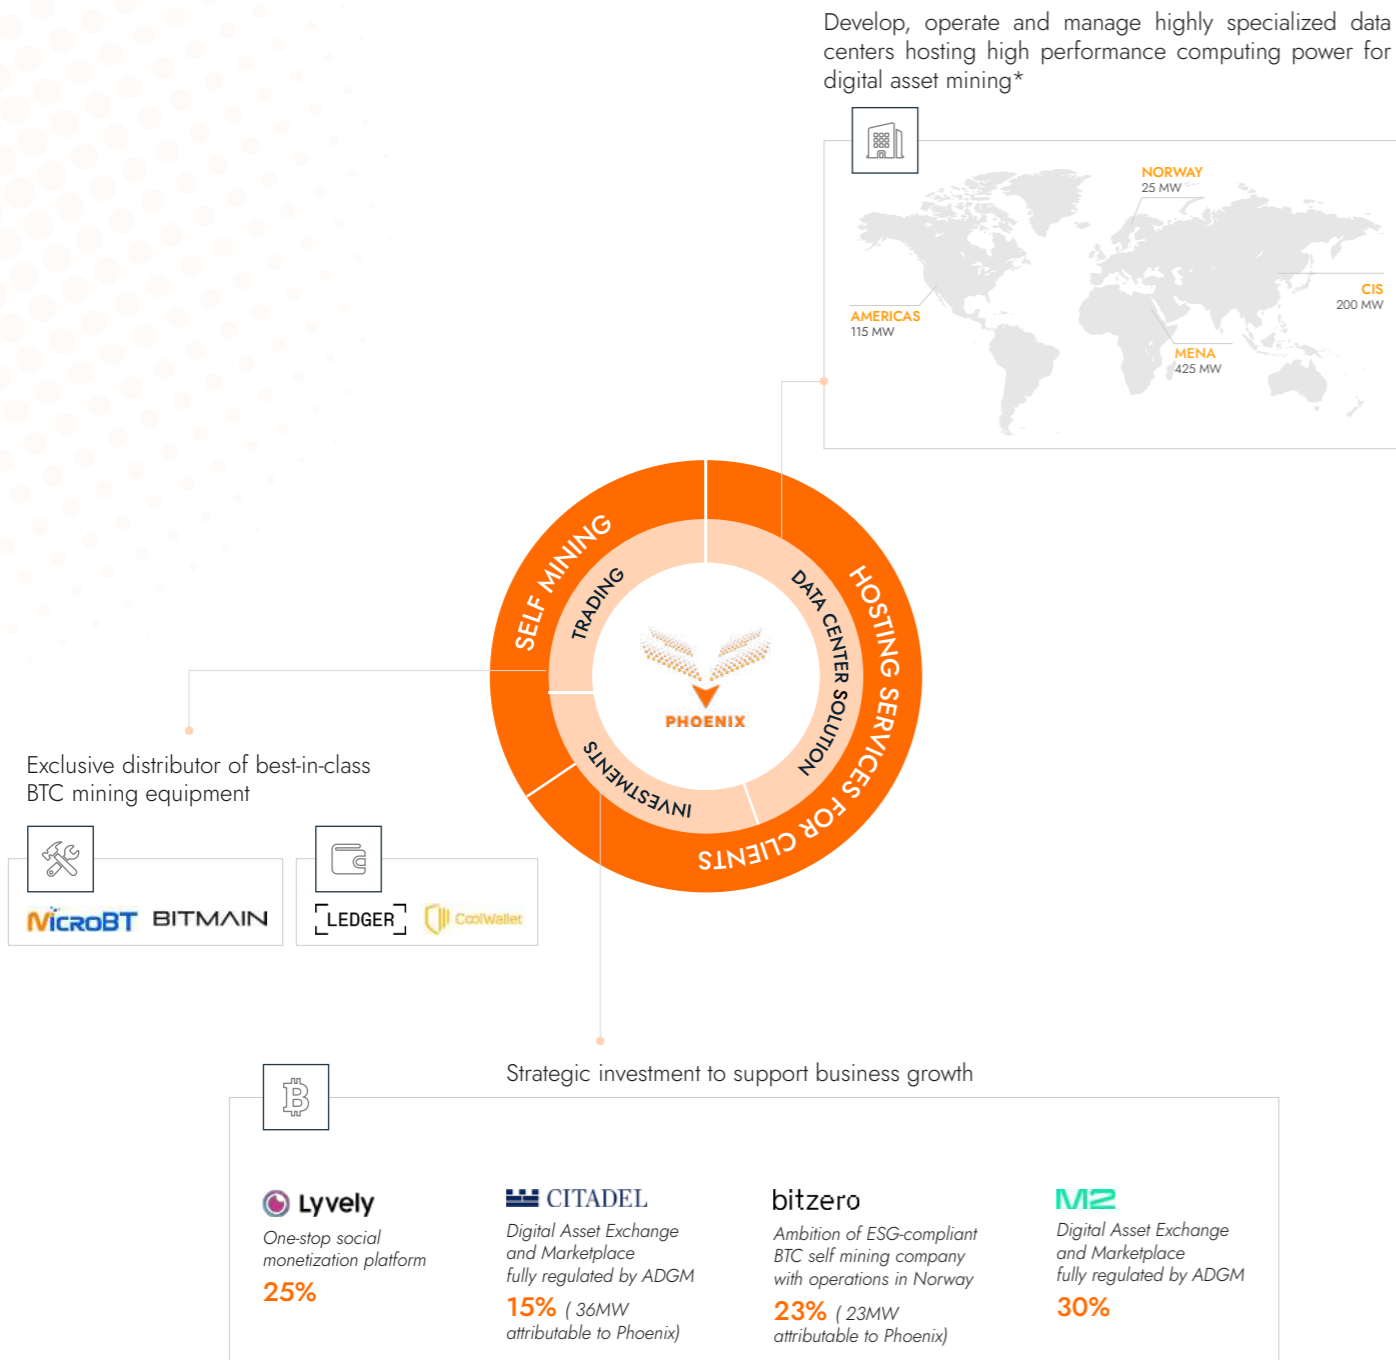 Develop, operate and manage highly specialized data
centers hosting high performance computing power for
digital asset mining*
NORWAY
25 MW
AMERICAS
115 MW
CIS
200 MW
MENA
425 MW
SELF MINING
HOSTING SERVICES FOR CLIENTS
TRADING
DATA CENTER SOLUTION
INVESTMENTS
PHOENIX
Exclusive distributor of best-in-class
BTC mining equipment
MicroBT BITMAIN
LEDGER CoolWallet
Strategic investment to support business growth
Lyvely
One-stop social
monetization platform
25%
CITADEL
Digital Asset Exchange
and Marketplace
fully regulated by ADGM
15% ( 36MW
attributable to Phoenix)
bitzero
Ambition of ESG-compliant
BTC self mining company
with operations in Norway
23% ( 23MW
attributable to Phoenix)
M2
Digital Asset Exchange
and Marketplace
fully regulated by ADGM
30%